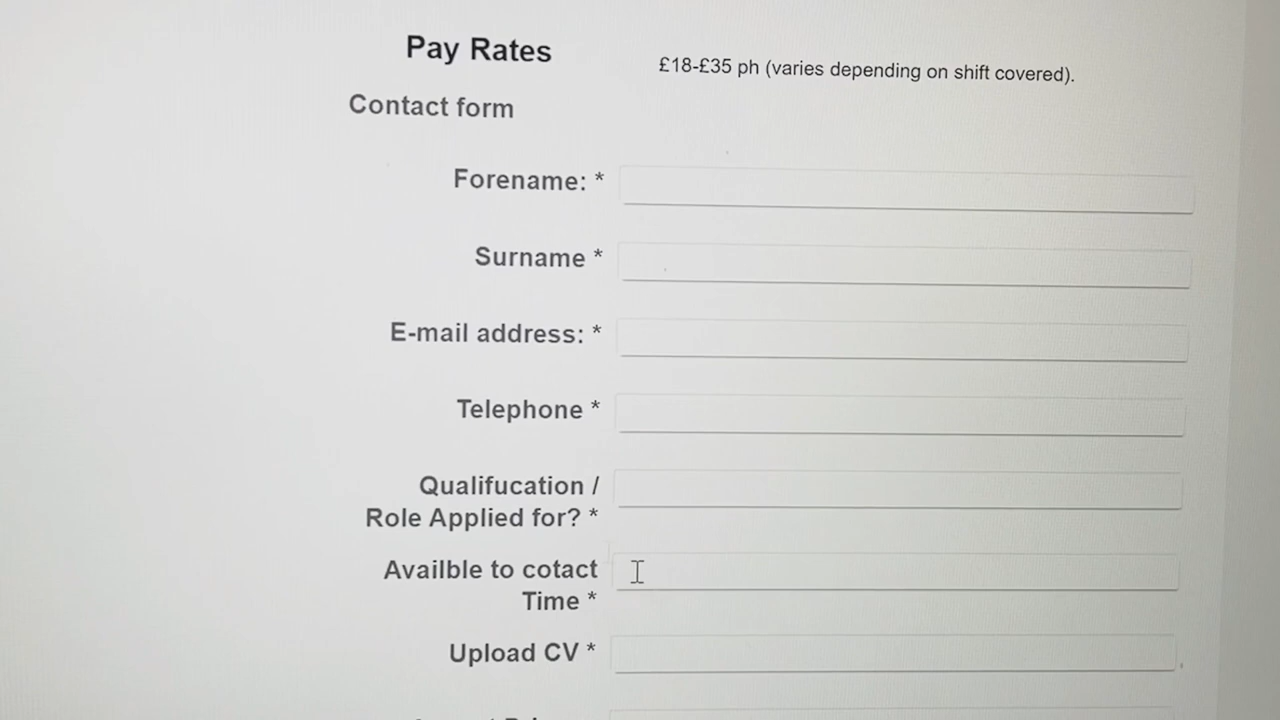 Pay Rates
£18-£35 ph (varies depending on shift covered).
Contact form
Forename: *
Surname *
E-mail address: *
Telephone *
Qualifucation /
Role Applied for? *
Availble to cotact
Time *
Upload CV *